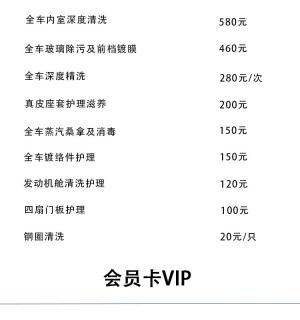 全车内室深度清洗 580元
全车玻璃除污及前档镀膜 460元
全车深度精洗 280元/次
真皮座套护理滋养 200元
全车蒸汽桑拿及消毒 150元
全车镀络件护理 150元
发动机舱清洗护理 120元
四扇门板护理 100元
钢圈清洗 20元/只
会员卡VIP